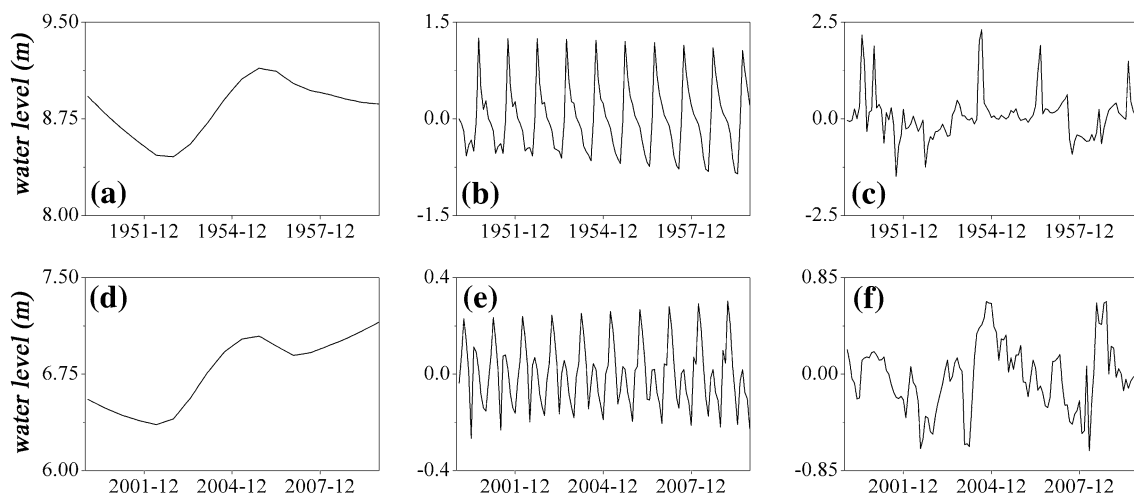 9.50
8.75
8.00
water level (m)
(a)
1951-12 1954-12 1957-12
1.5
0.0
-1.5
(b)
1951-12 1954-12 1957-12
2.5
0.0
-2.5
(c)
1951-12 1954-12 1957-12
7.50
6.75
6.00
water level (m)
(d)
2001-12 2004-12 2007-12
0.4
0.0
-0.4
(e)
2001-12 2004-12 2007-12
0.85
0.00
-0.85
(f)
2001-12 2004-12 2007-12